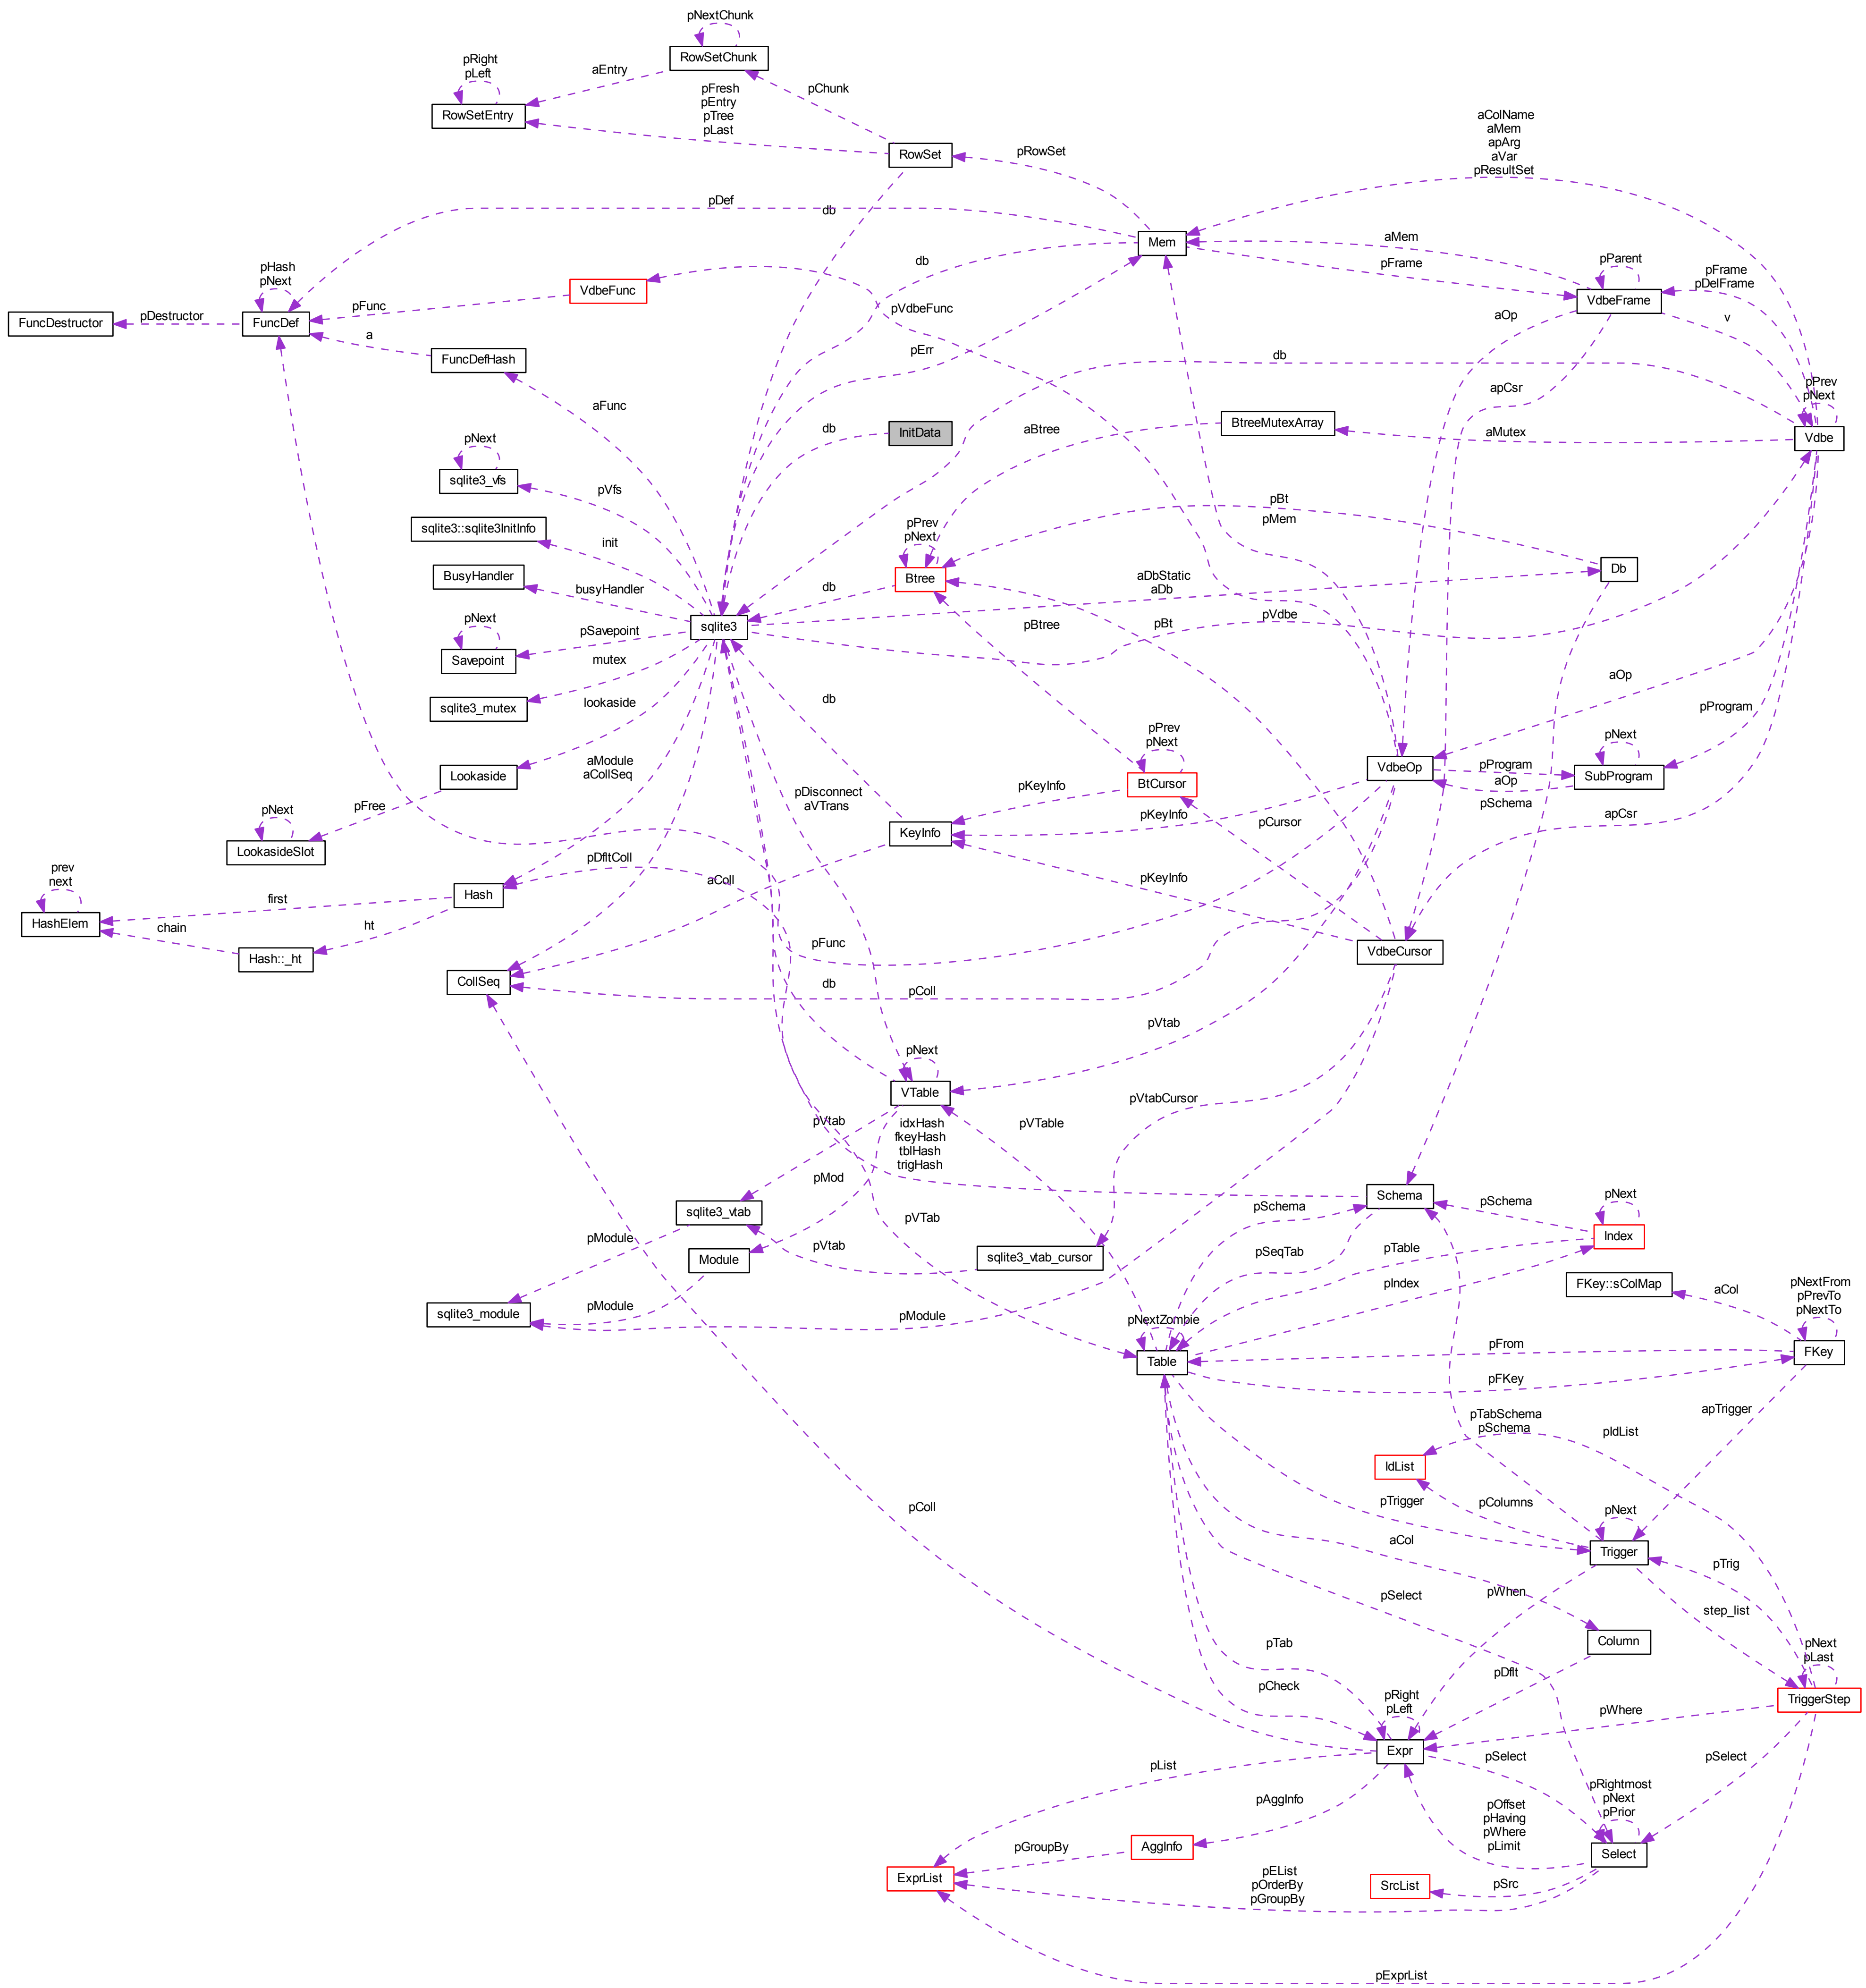 pNextChunk
RowSetChunk
pRight
pLeft
aEntry
pFresh
pEntry
pTree
pLast
pChunk
RowSetEntry
RowSet
pRowSet
aColName
aMem
apArg
aVar
pResultSet
pDef
db
Mem
aMem
pFrame
pParent
pFrame
pDelFrame
pHash
pNext
VdbeFunc
db
VdbeFrame
FuncDestructor
pDestructor
FuncDef
pFunc
pVdbeFunc
aOp
v
a
FuncDefHash
pErr
db
apCsr
pPrev
pNext
aFunc
InitData
db
BtreeMutexArray
aMutex
Vdbe
aBtree
pNext
sqlite3_vfs
pVfs
pBt
pMem
sqlite3::sqlite3InitInfo
init
pPrev
pNext
BusyHandler
busyHandler
Btree
db
aDbStatic
aDb
Db
sqlite3
pVdbe
pNext
Savepoint
pSavepoint
pBtree
pBt
mutex
sqlite3_mutex
lookaside
db
aOp
pProgram
pPrev
pNext
pNext
Lookaside
aModule
aCollSeq
pDisconnect
aVTrans
BtCursor
VdbeOp
pProgram
aOp
SubProgram
pFree
pNext
LookasideSlot
pKeyInfo
pKeyInfo
pSchema
KeyInfo
pCursor
apCsr
prev
next
pDfltColl
aColl
pKeyInfo
Hash
first
HashElem
chain
ht
Hash::_ht
pFunc
VdbeCursor
CollSeq
db
pColl
pVtab
pNext
VTable
pVtab
idxHash
fkeyHash
tblHash
trigHash
pVTable
pVtabCursor
pMod
Schema
pSchema
pNext
Index
sqlite3_vtab
pVTab
pSchema
pModule
Module
pVtab
sqlite3_vtab_cursor
pSeqTab
pTable
FKey::sColMap
aCol
pNextFrom
pPrevTo
pNextTo
sqlite3_module
pModule
pModule
pIndex
pNextZombie
Table
pFrom
FKey
pFKey
apTrigger
pTabSchema
pSchema
pIdList
IdList
pColl
pTrigger
pColumns
pNext
aCol
Trigger
pTrig
pSelect
pWhen
step_list
pTab
Column
pNext
pLast
pCheck
pDflt
TriggerStep
pRight
pLeft
pWhere
Expr
pList
pSelect
pSelect
pAggInfo
pOffset
pHaving
pWhere
pLimit
pRightmost
pNext
pPrior
pGroupBy
AggInfo
Select
ExprList
pEList
pOrderBy
pGroupBy
SrcList
pSrc
pExprList